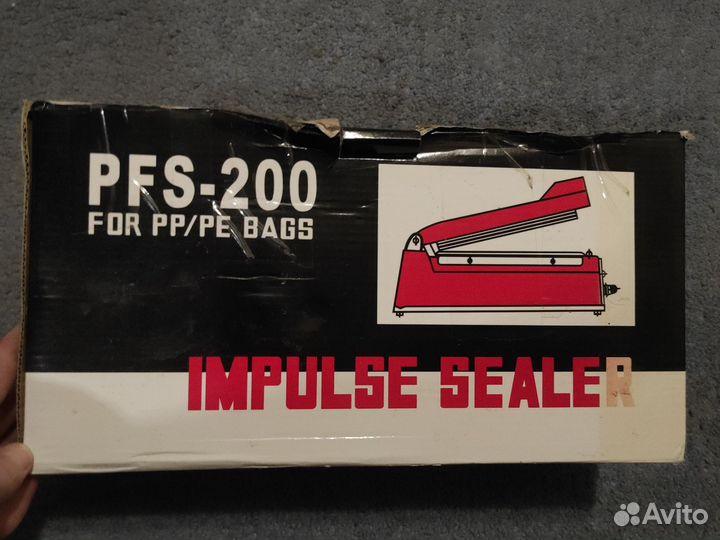 PFS-200
FOR PP/PE BAGS
IMPULSE SEALER
Avito